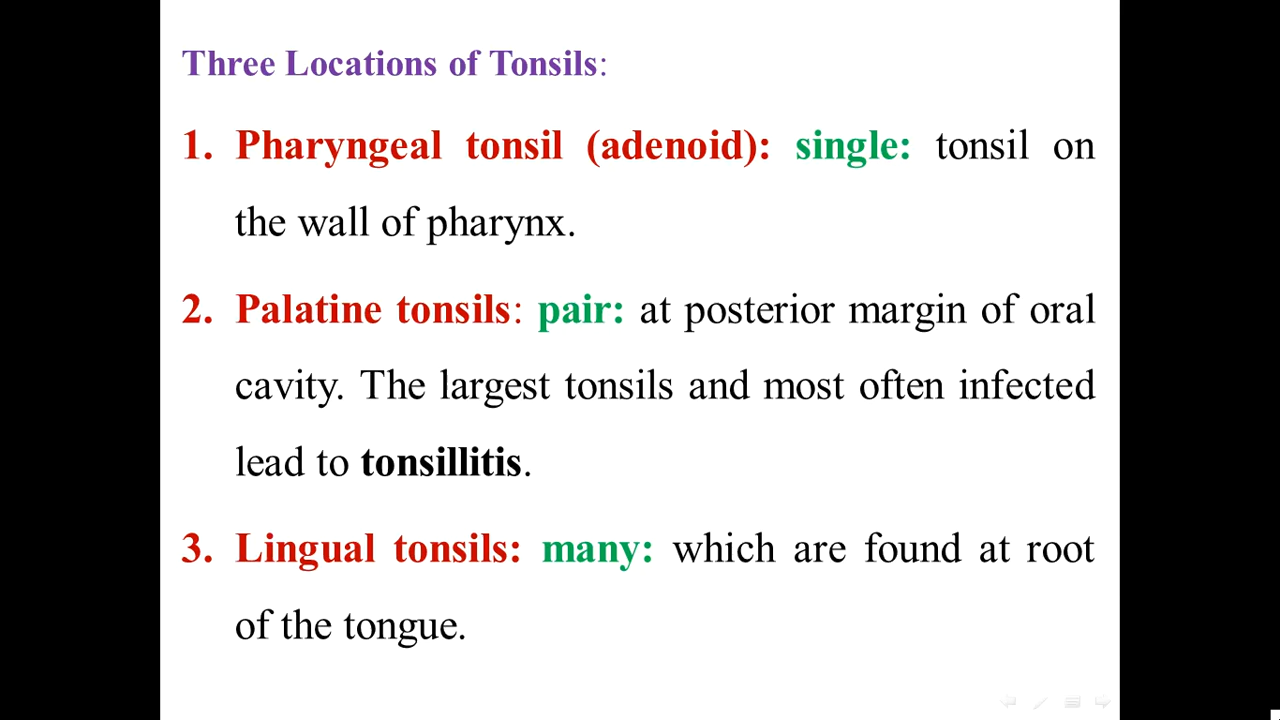 Three Locations of Tonsils:
1. Pharyngeal tonsil (adenoid): single: tonsil on
the wall of pharynx.
2. Palatine tonsils: pair: at posterior margin of oral
cavity. The largest tonsils and most often infected
lead to tonsillitis.
3. Lingual tonsils: many: which are found at root
of the tongue.